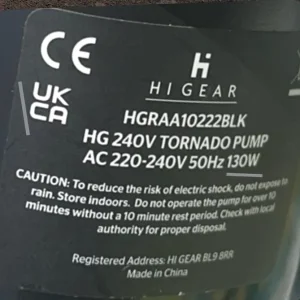 CE
UK
CA
HI GEAR
HGRAA10222BLK
HG 240V TORNADO PUMP
AC 220-240V 50Hz 130W
CAUTION: To reduce the risk of electric shock, do not expose to
rain. Store indoors. Do not operate the pump for over 10
minutes without a 10 minute rest period. Check with local
authority for proper disposal.
Registered Address: HI GEAR BL9 8RR
Made in China